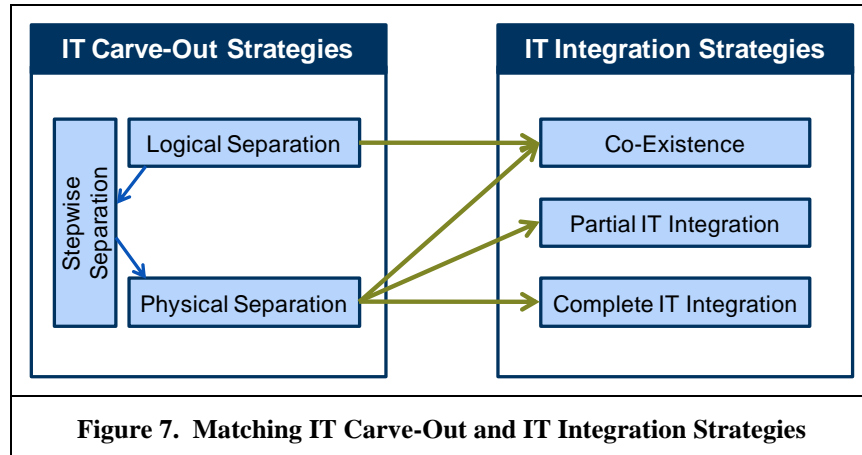 IT Carve-Out Strategies
Stepwise
Separation
Logical Separation
Physical Separation
IT Integration Strategies
Co-Existence
Partial IT Integration
Complete IT Integration
Figure 7. Matching IT Carve-Out and IT Integration Strategies